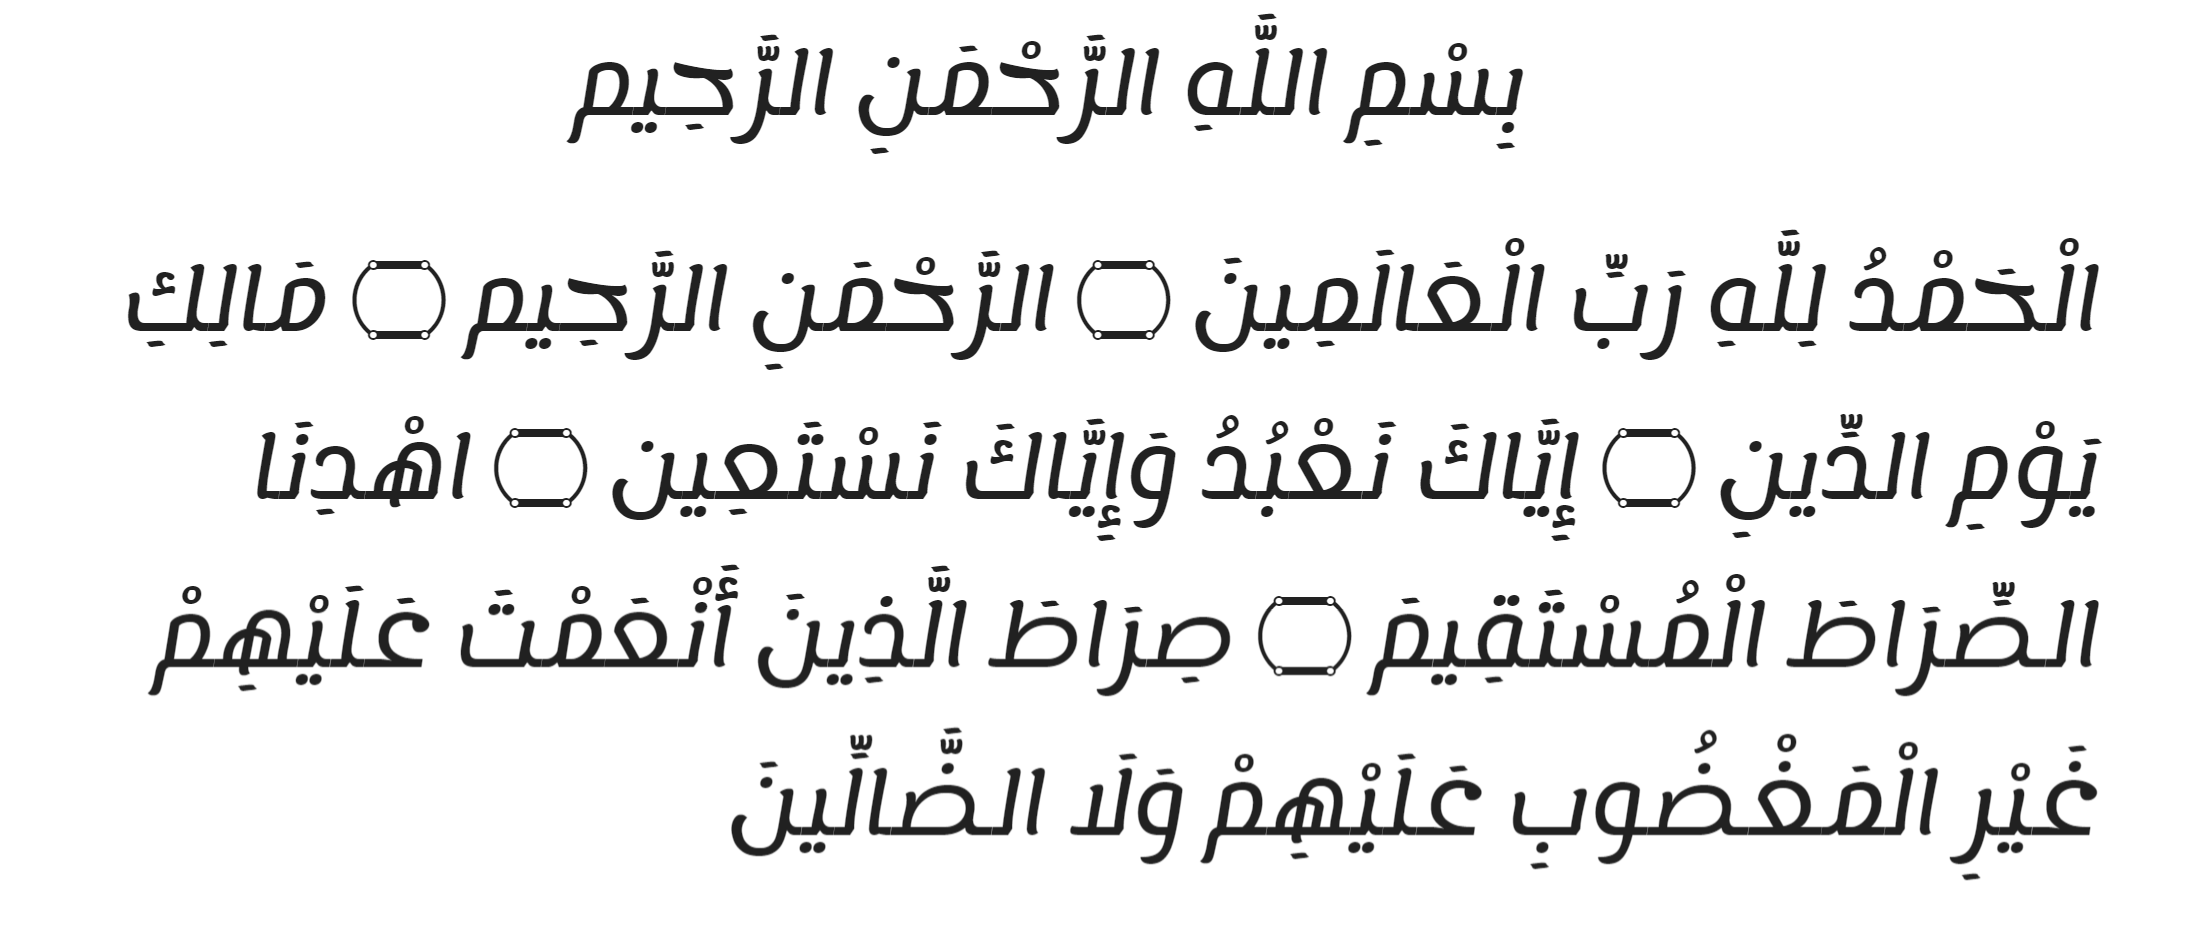 بِسْمِ اللَّهِ الرَّحْمَنِ الرَّحِيم
الْحَمْدُ لِلَّهِ رَبِّ الْعَالَمِينَ ۝ الرَّحْمَنِ الرَّحِيم ۝ مَالِكِ
يَوْمِ الدِّينِ ۝ إِيَّاكَ نَعْبُدُ وَإِيَّاكَ نَسْتَعِين ۝ اهْدِنَا
الصِّرَاطَ الْمُسْتَقِيمَ ۝ صِرَاطَ الَّذِينَ أَنْعَمْتَ عَلَيْهِمْ
غَيْرِ الْمَغْضُوبِ عَلَيْهِمْ وَلَا الضَّالِّينَ